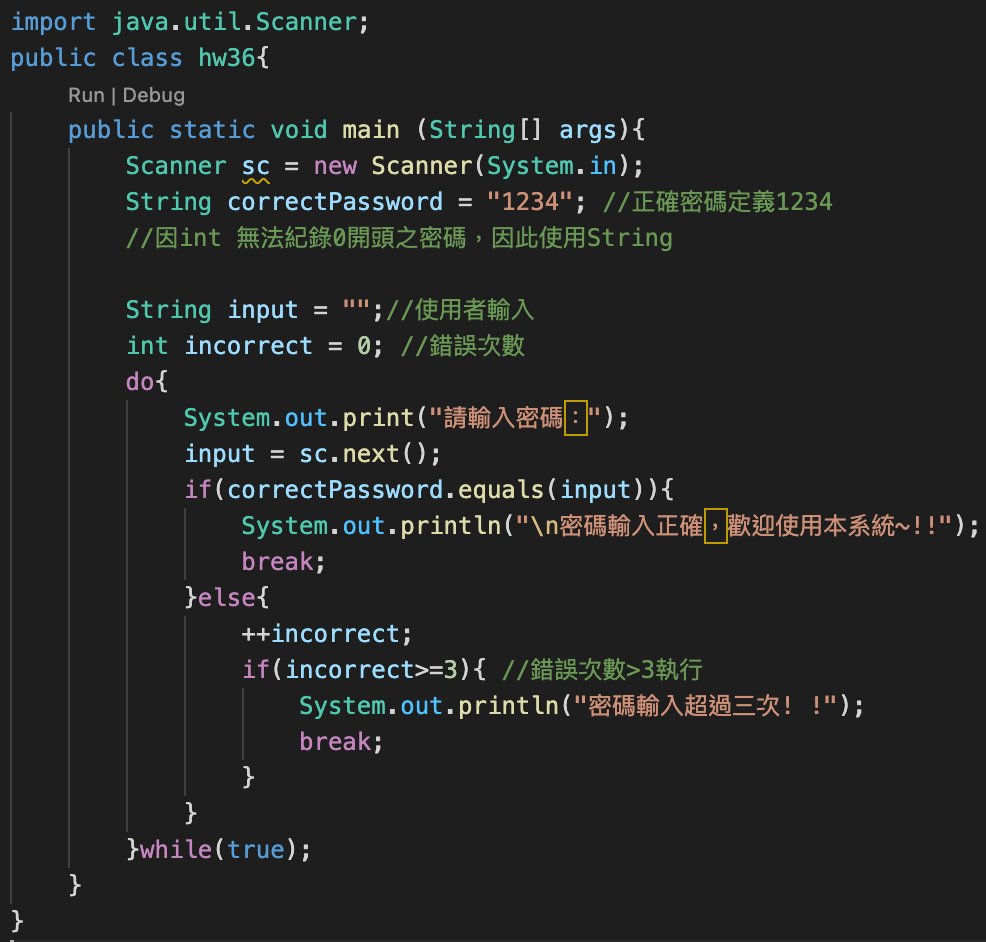 import java.util.Scanner;
public class hw36{
Run | Debug
public static void main (String[] args){
Scanner sc = new Scanner(System.in);
String correctPassword = "1234"; //正確密碼定義1234
//因int 無法紀錄0開頭之密碼，因此使用String
String input = "";//使用者輸入
int incorrect = 0; //錯誤次數
do{
System.out.print("請輸入密碼：");
input = sc.next();
if(correctPassword.equals(input)){
System.out.println("\n密碼輸入正確，歡迎使用本系統~!!");
break;
}else{
++incorrect;
if(incorrect>=3){ //錯誤次數>3執行
System.out.println("密碼輸入超過三次! !");
break;
}
}
}while(true);
}
}